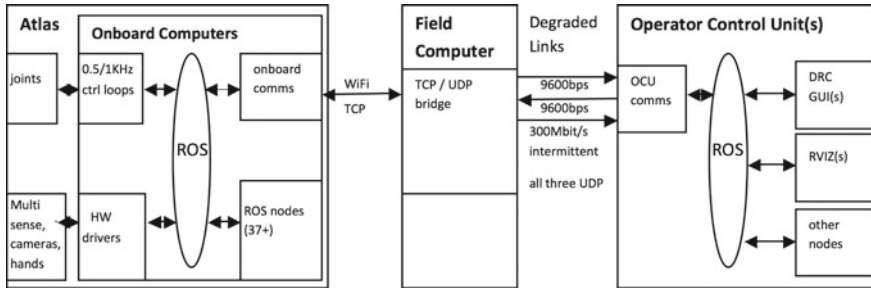 Atlas
Onboard Computers
joints
0.5/1KHz
ctrl loops
onboard
comms
ROS
Multi
sense,
cameras,
hands
HW
drivers
ROS nodes
(37+)
WiFi
TCP
Field
Computer
TCP / UDP
bridge
Degraded
Links
9600bps
9600bps
300Mbit/s
intermittent
all three UDP
Operator Control Unit(s)
OCU
comms
ROS
DRC
GUI(s)
RVIZ(s)
other
nodes